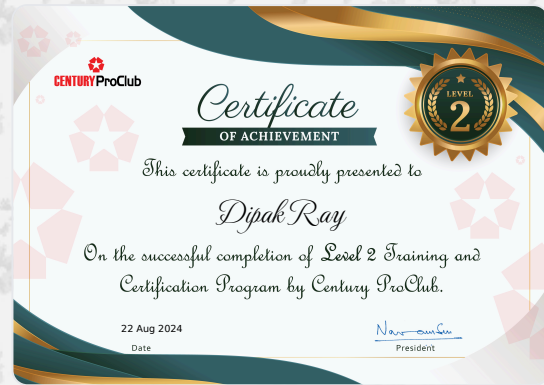 CENTURY ProClub
LEVEL
2
Certificate
OF ACHIEVEMENT
This certificate is proudly presented to
Dipak Ray
On the successful completion of Level 2 Training and
Certification Program by Century ProClub.
22 Aug 2024
Date
President